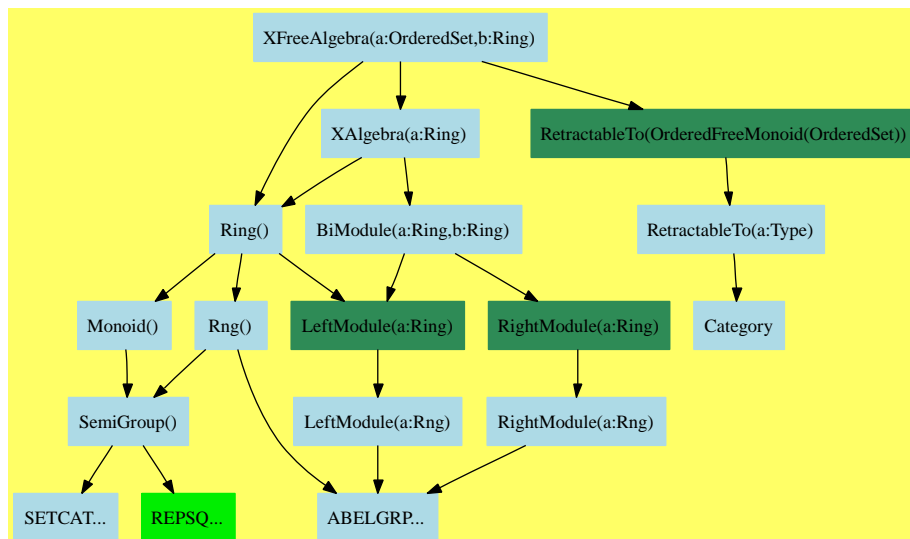 XFreeAlgebra(a:OrderedSet,b:Ring)
XAlgebra(a:Ring)
RetractableTo(OrderedFreeMonoid(OrderedSet))
Ring()
BiModule(a:Ring,b:Ring)
RetractableTo(a:Type)
Monoid()
Rng()
LeftModule(a:Ring)
RightModule(a:Ring)
Category
SemiGroup()
LeftModule(a:Rng)
RightModule(a:Rng)
SETCAT...
REPSQ...
ABELGRP...